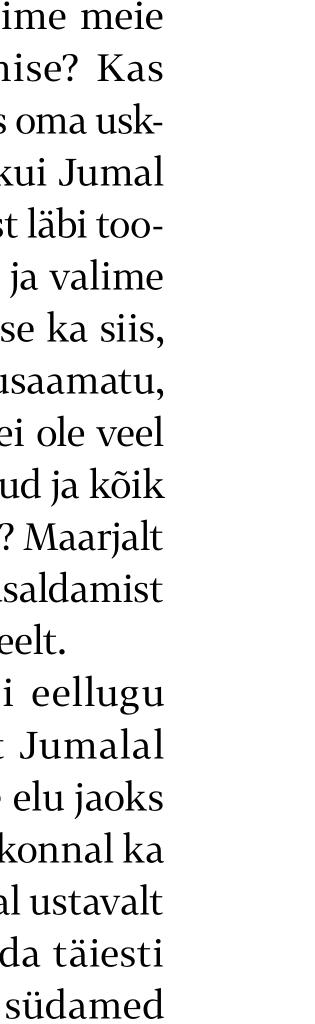 ime meie
nise? Kas
s oma usk-
kui Jumal
st läbi too-
ja valime
se ka siis,
usaamatu,
ei ole veel
ud ja kõik
? Maarjalt
usaldamist
eelt.
i eellugu
t Jumalal
e elu jaoks
konnal ka
al ustavalt
da täiesti
südamed